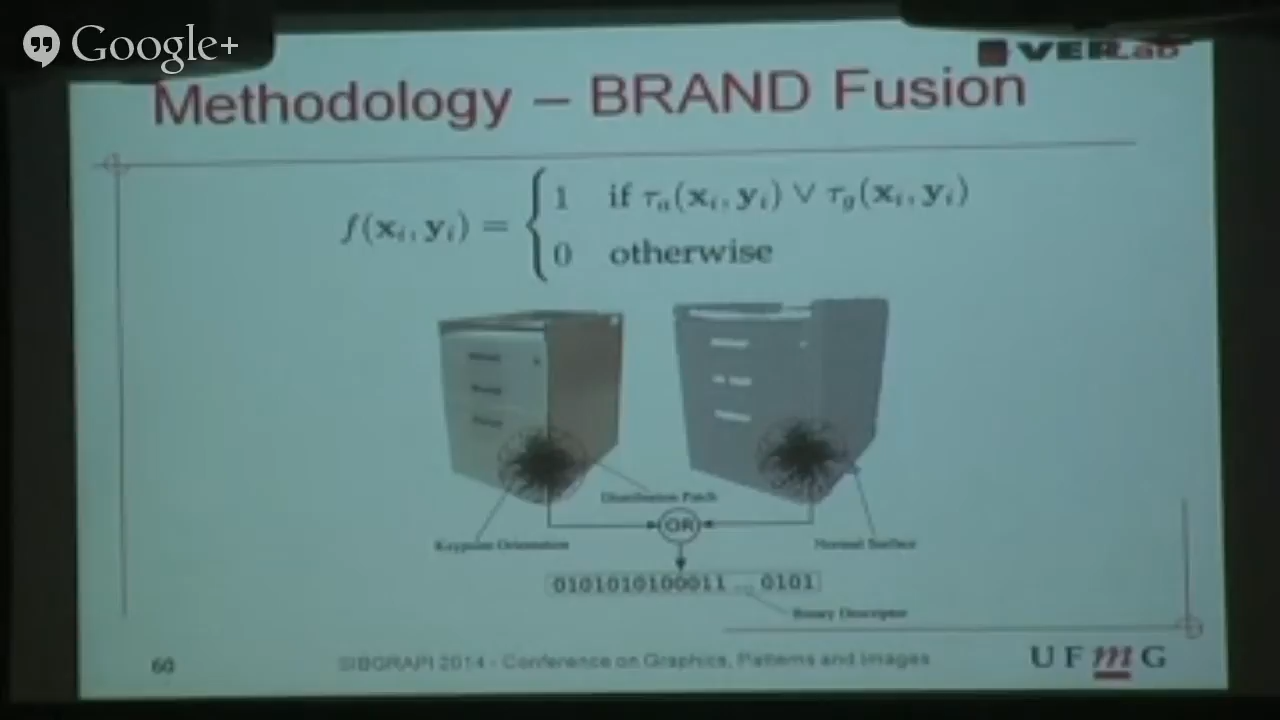 Google+
VERLab
Methodology – BRAND Fusion
f(xᵢ, yᵢ) = { 1 if τₐ(xᵢ, yᵢ) ∨ τg(xᵢ, yᵢ)
0 otherwise
Distribution Patch
OR
Keypoint Orientation
Normal Surface
0101010100011 ... 0101
Binary Descriptor
60
SIBGRAPI 2014 - Conference on Graphics, Patterns and Images
UFmG